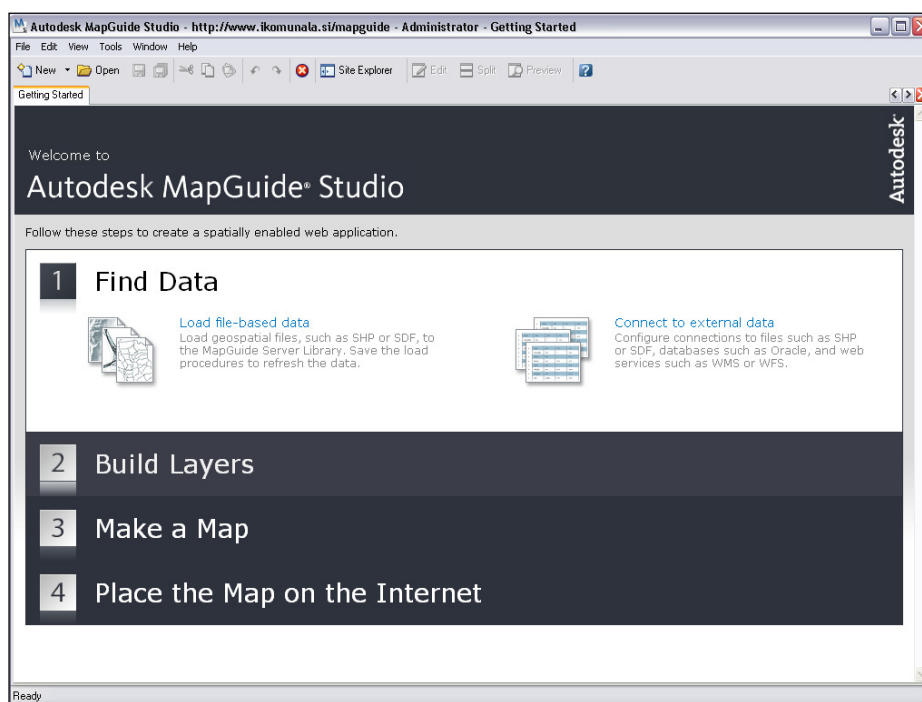 Autodesk MapGuide Studio - http://www.ikomunala.si/mapguide - Administrator - Getting Started
File Edit View Tools Window Help
New Open Site Explorer Edit Split Preview
Getting Started
Autodesk
Welcome to
Autodesk MapGuide® Studio
Follow these steps to create a spatially enabled web application.
1 Find Data
Load file-based data
Load geospatial files, such as SHP or SDF, to
the MapGuide Server Library. Save the load
procedures to refresh the data.
Connect to external data
Configure connections to files such as SHP
or SDF, databases such as Oracle, and web
services such as WMS or WFS.
2 Build Layers
3 Make a Map
4 Place the Map on the Internet
Ready